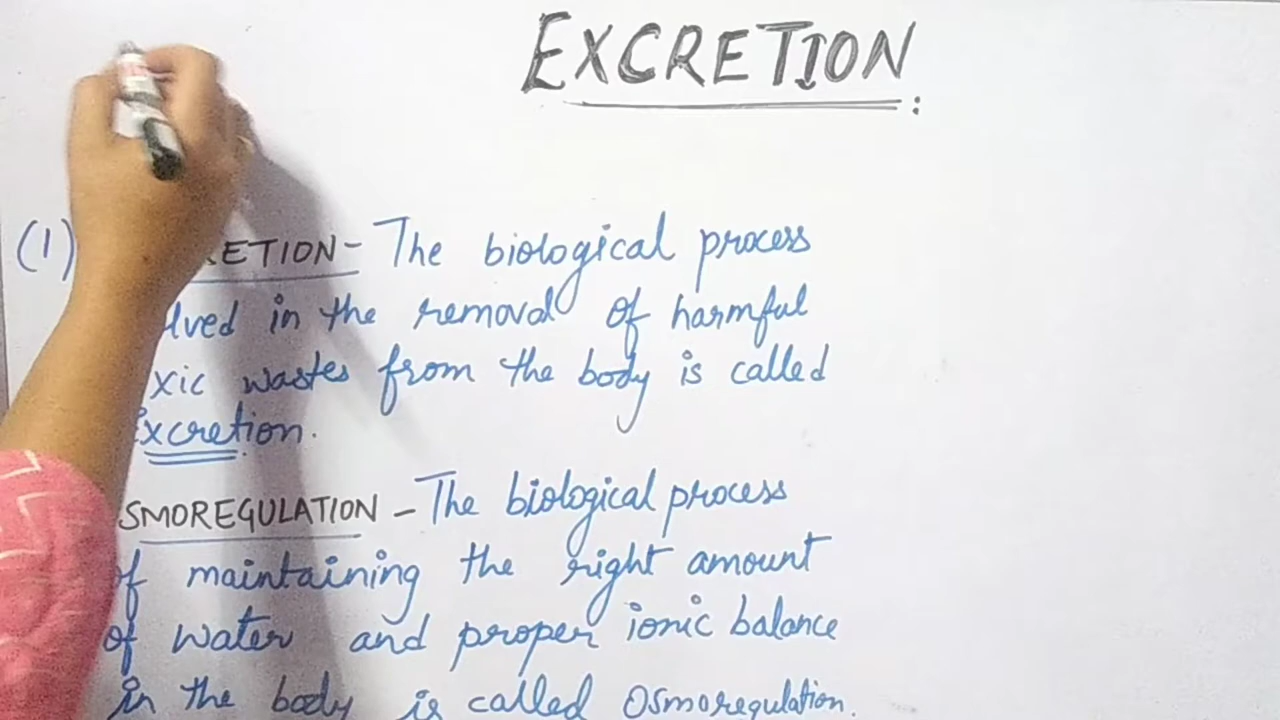 EXCRETION:
(1) RETION- The biological process
lved in the removal of harmful
xic wastes from the body is called
Excretion.
SMOREGULATION - The biological process
of maintaining the right amount
of water and proper ionic balance
in the body is called Osmoregulation.